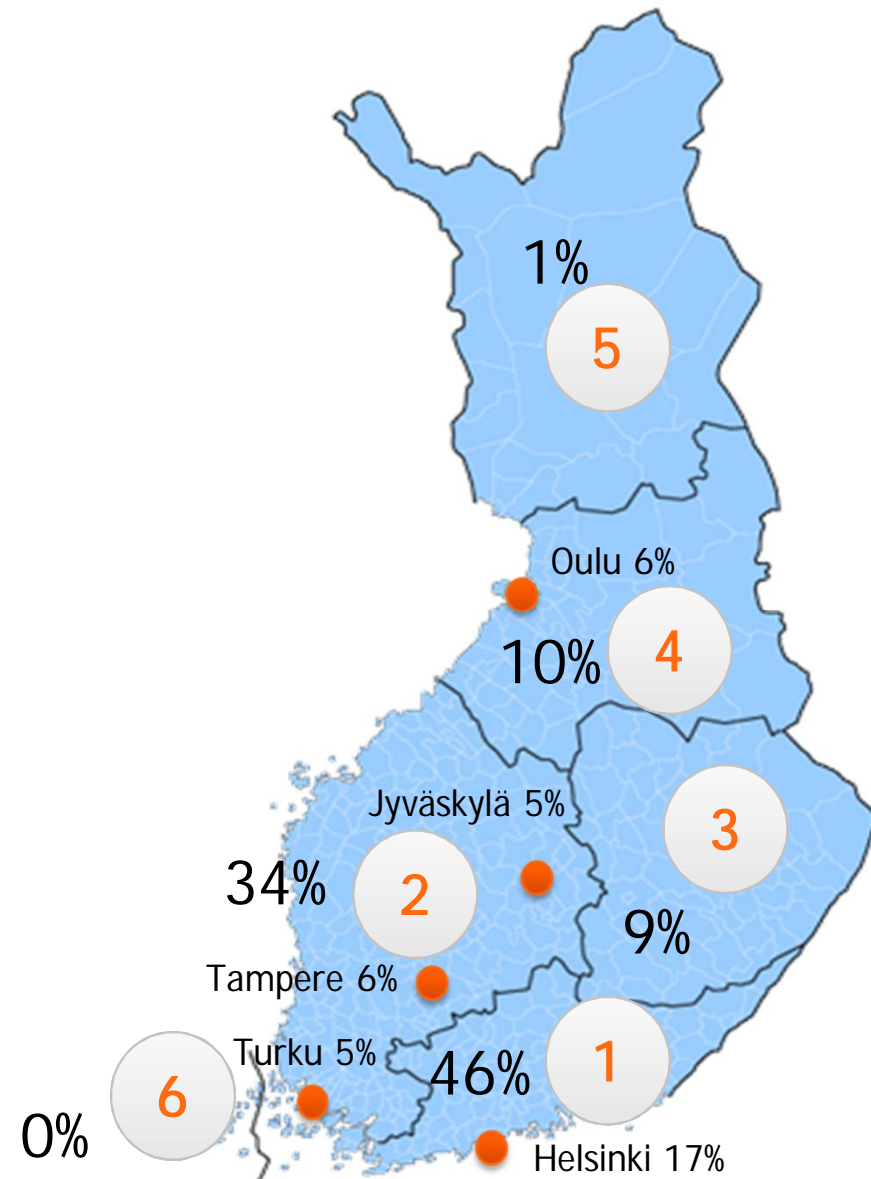 1%
5
Oulu 6%
10%
4
Jyväskylä 5%
3
34%
2
9%
Tampere 6%
Turku 5%
46%
1
6
0%
Helsinki 17%